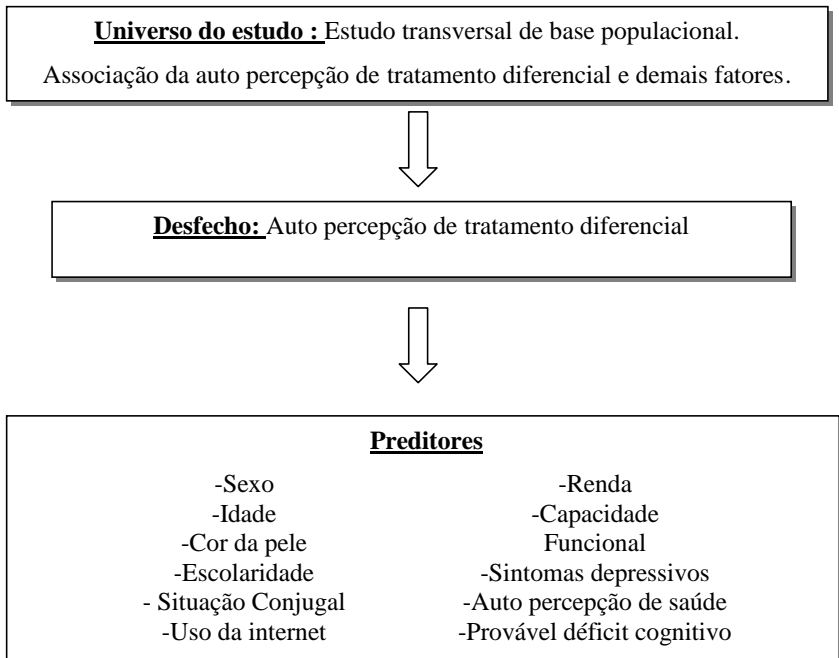 Universo do estudo : Estudo transversal de base populacional.
Associação da auto percepção de tratamento diferencial e demais fatores.
Desfecho: Auto percepção de tratamento diferencial
Preditores
-Sexo
-Idade
-Cor da pele
-Escolaridade
- Situação Conjugal
-Uso da internet
-Renda
-Capacidade
Funcional
-Sintomas depressivos
-Auto percepção de saúde
-Provável déficit cognitivo